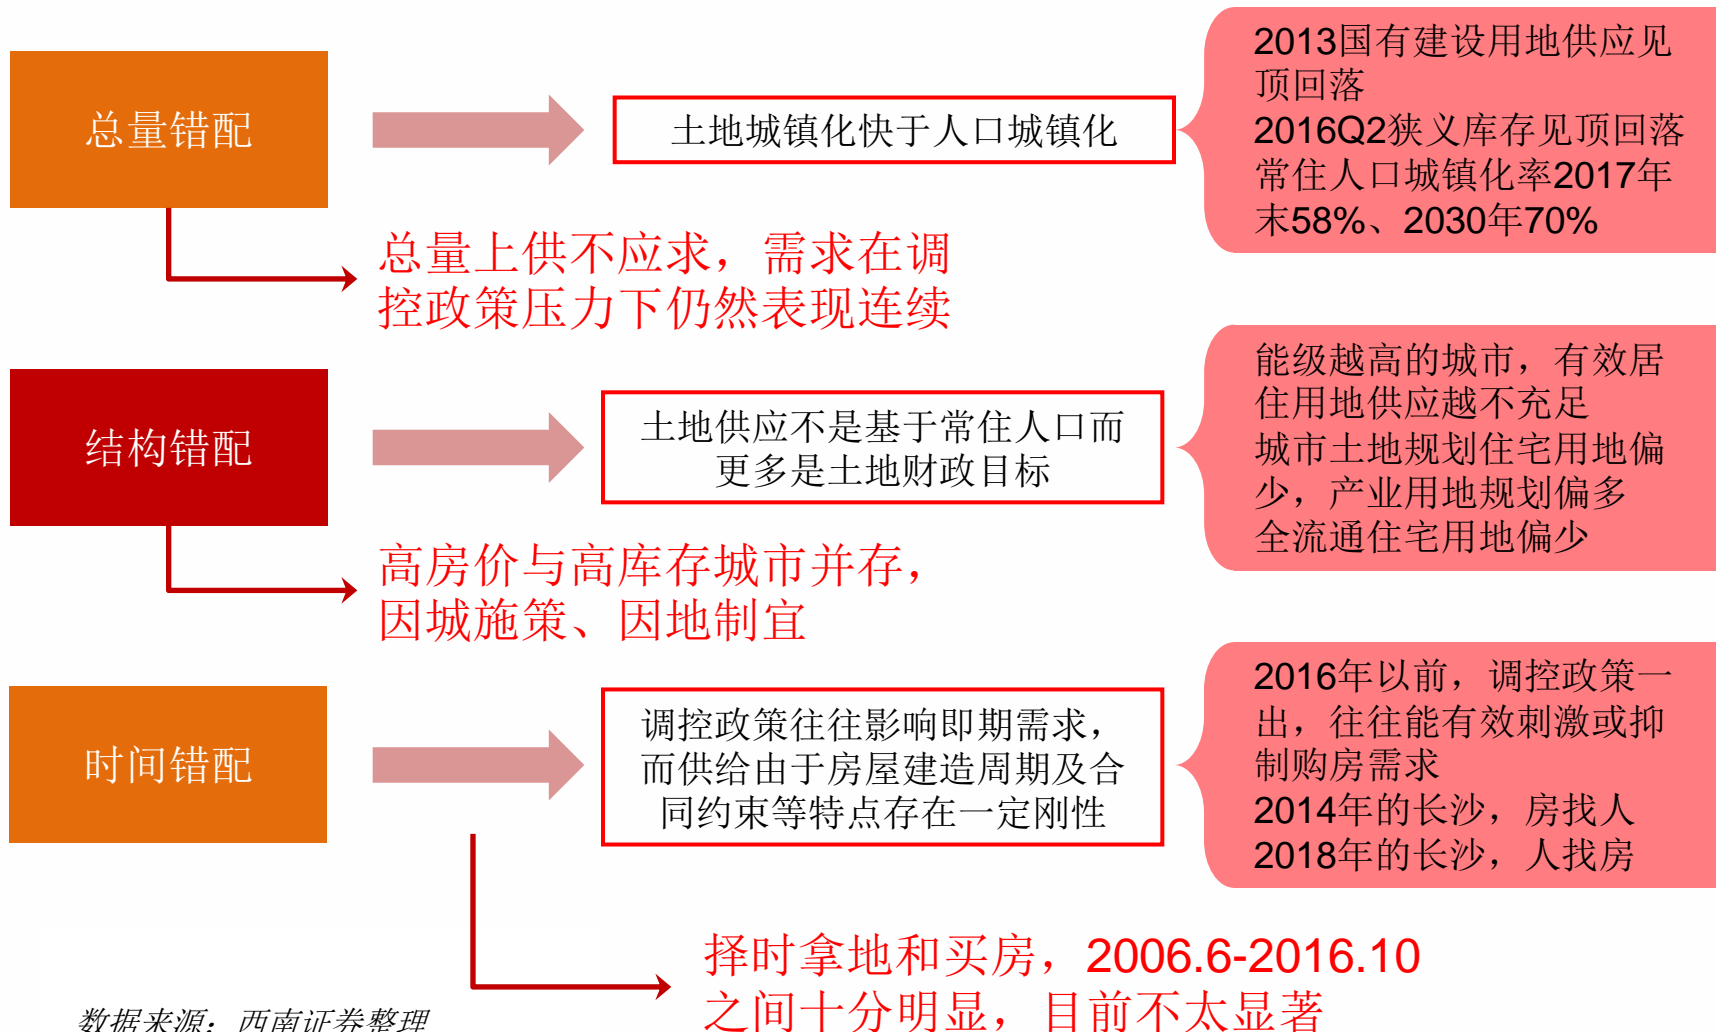 总量错配
土地城镇化快于人口城镇化
2013国有建设用地供应见
顶回落
2016Q2狭义库存见顶回落
常住人口城镇化率2017年
末58%、2030年70%
总量上供不应求，需求在调
控政策压力下仍然表现连续
结构错配
土地供应不是基于常住人口而
更多是土地财政目标
能级越高的城市，有效居
住用地供应越不充足
城市土地规划住宅用地偏
少，产业用地规划偏多
全流通住宅用地偏少
高房价与高库存城市并存，
因城施策、因地制宜
时间错配
调控政策往往影响即期需求，
而供给由于房屋建造周期及合
同约束等特点存在一定刚性
2016年以前，调控政策一
出，往往能有效刺激或抑
制购房需求
2014年的长沙，房找人
2018年的长沙，人找房
择时拿地和买房，2006.6-2016.10
之间十分明显，目前不太显著
数据来源：西南证券整理